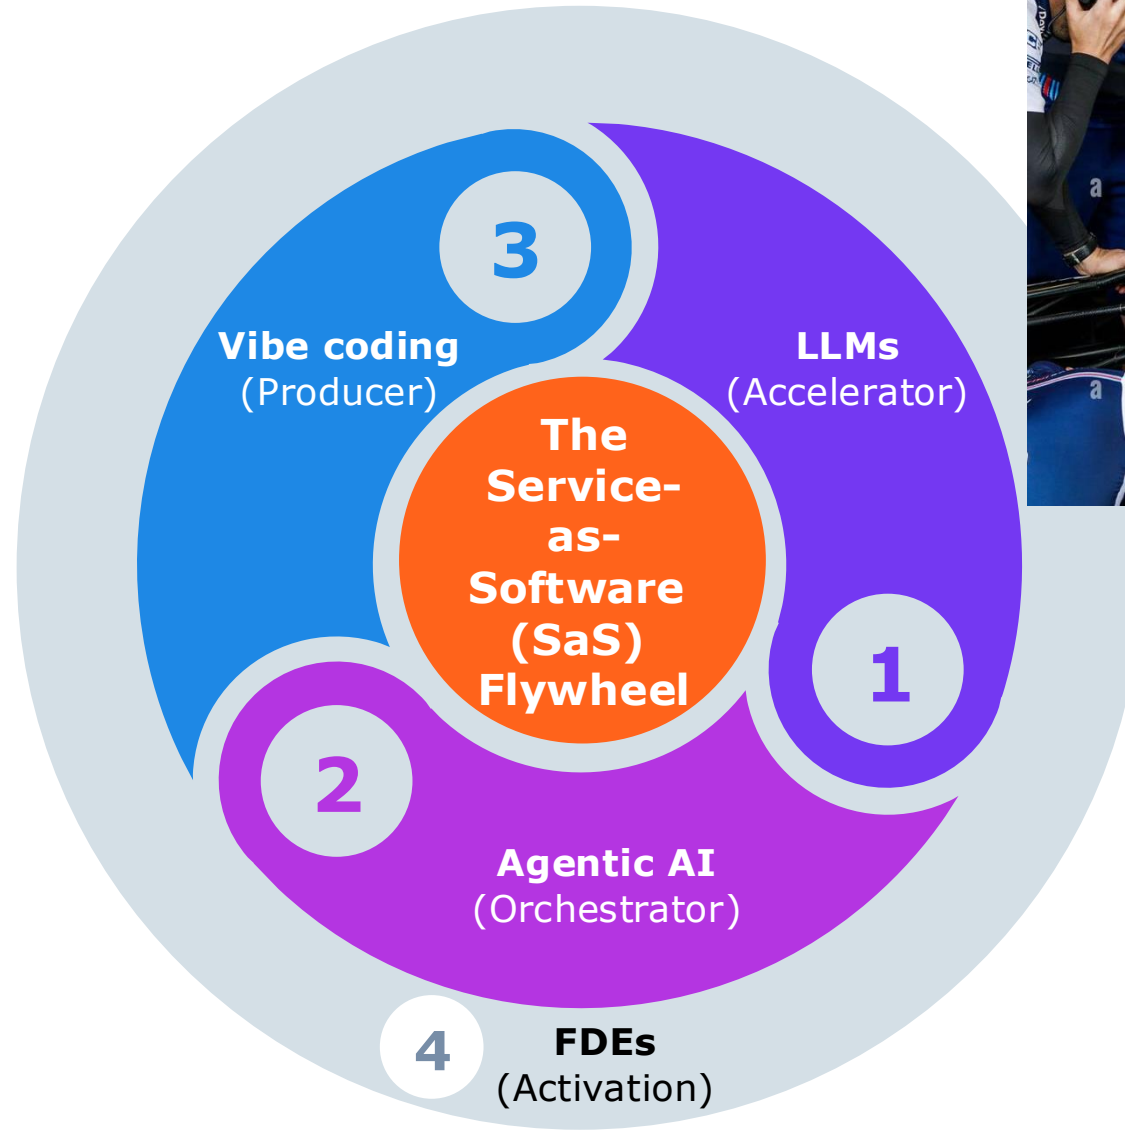 3
Vibe coding
(Producer)
LLMs
(Accelerator)
The
Service-
as-
Software
(SaS)
Flywheel
1
2
Agentic AI
(Orchestrator)
4
FDEs
(Activation)
a
a